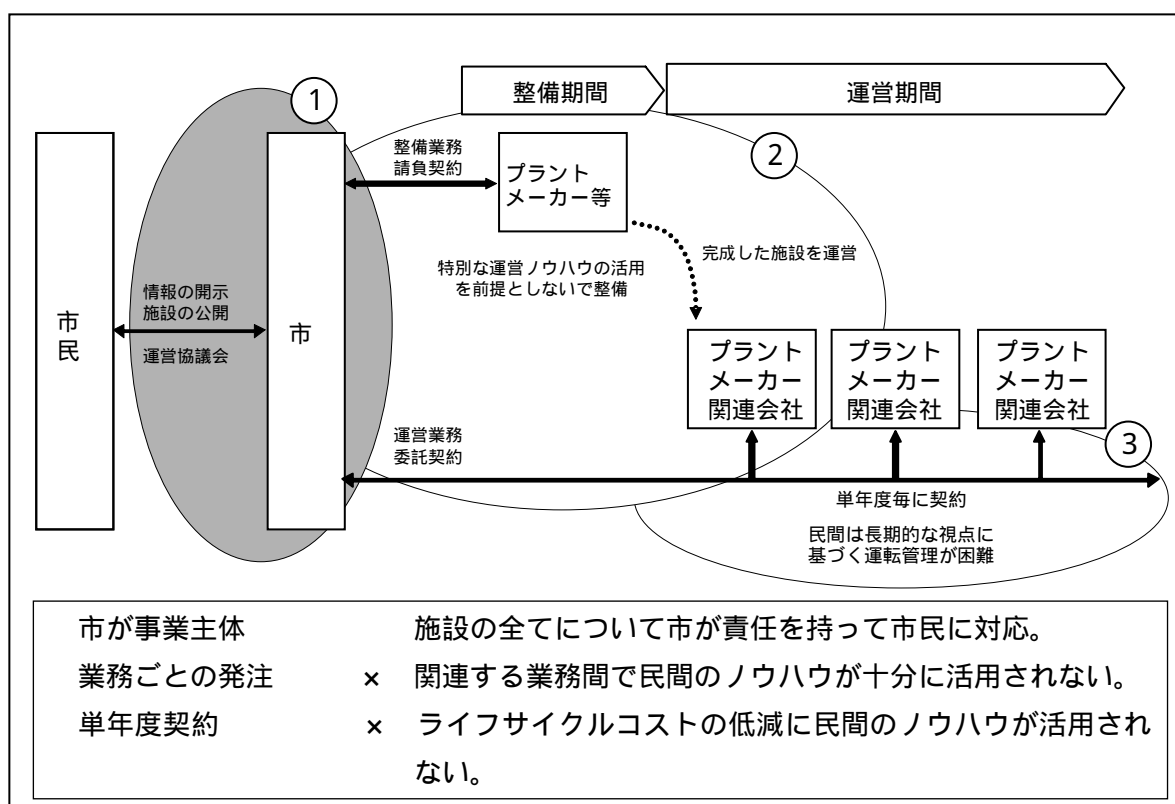 整備期間
運営期間
1
2
整備業務
請負契約
プラント
メーカー等
完成した施設を運営
特別な運営ノウハウの活用
を前提としないで整備
情報の開示
施設の公開
運営協議会
市民
市
プラント
メーカー
関連会社
プラント
メーカー
関連会社
プラント
メーカー
関連会社
運営業務
委託契約
3
単年度毎に契約
民間は長期的な視点に
基づく運転管理が困難
市が事業主体 施設の全てについて市が責任を持って市民に対応。
業務ごとの発注 × 関連する業務間で民間のノウハウが十分に活用されない。
単年度契約 × ライフサイクルコストの低減に民間のノウハウが活用され
ない。